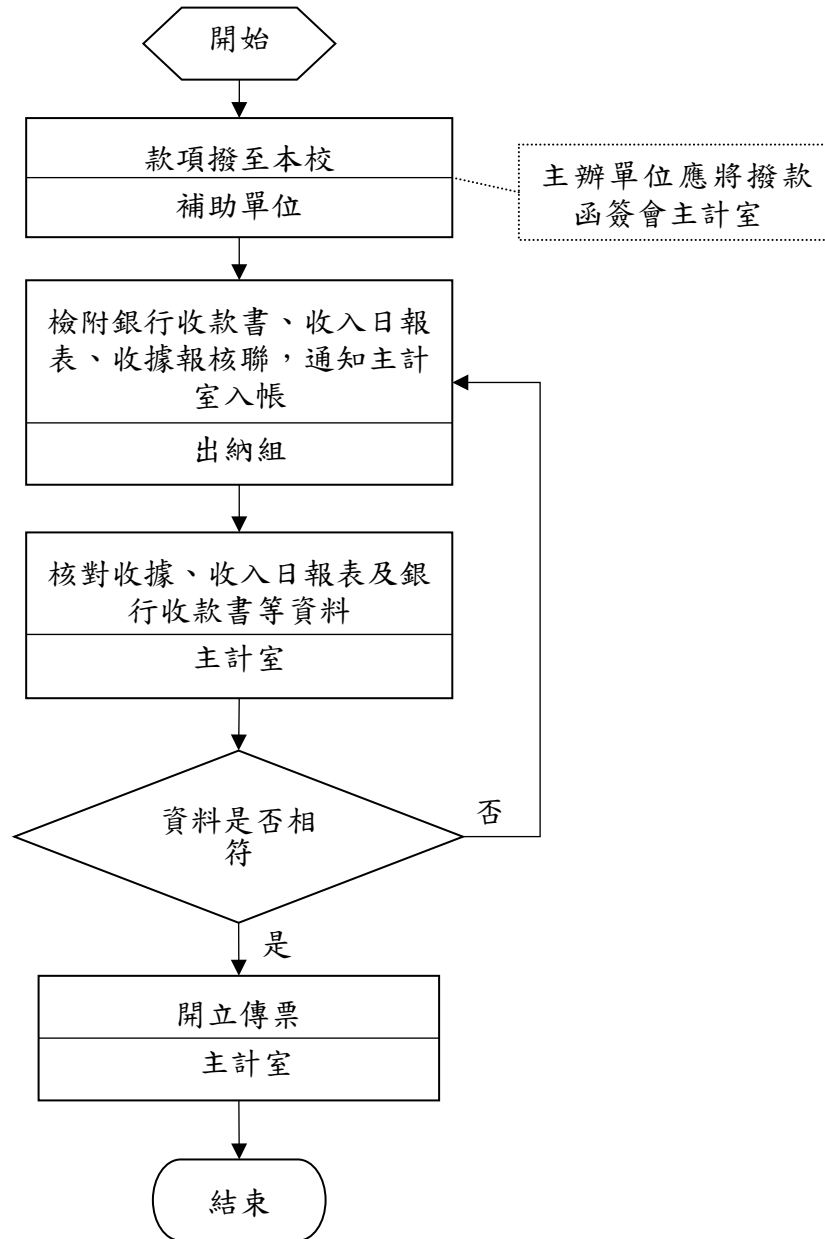 開始
款項撥至本校
補助單位
主辦單位應將撥款
函簽會主計室
檢附銀行收款書、收入日報
表、收據報核聯，通知主計
室入帳
出納組
核對收據、收入日報表及銀
行收款書等資料
主計室
資料是否相
符
否
是
開立傳票
主計室
結束